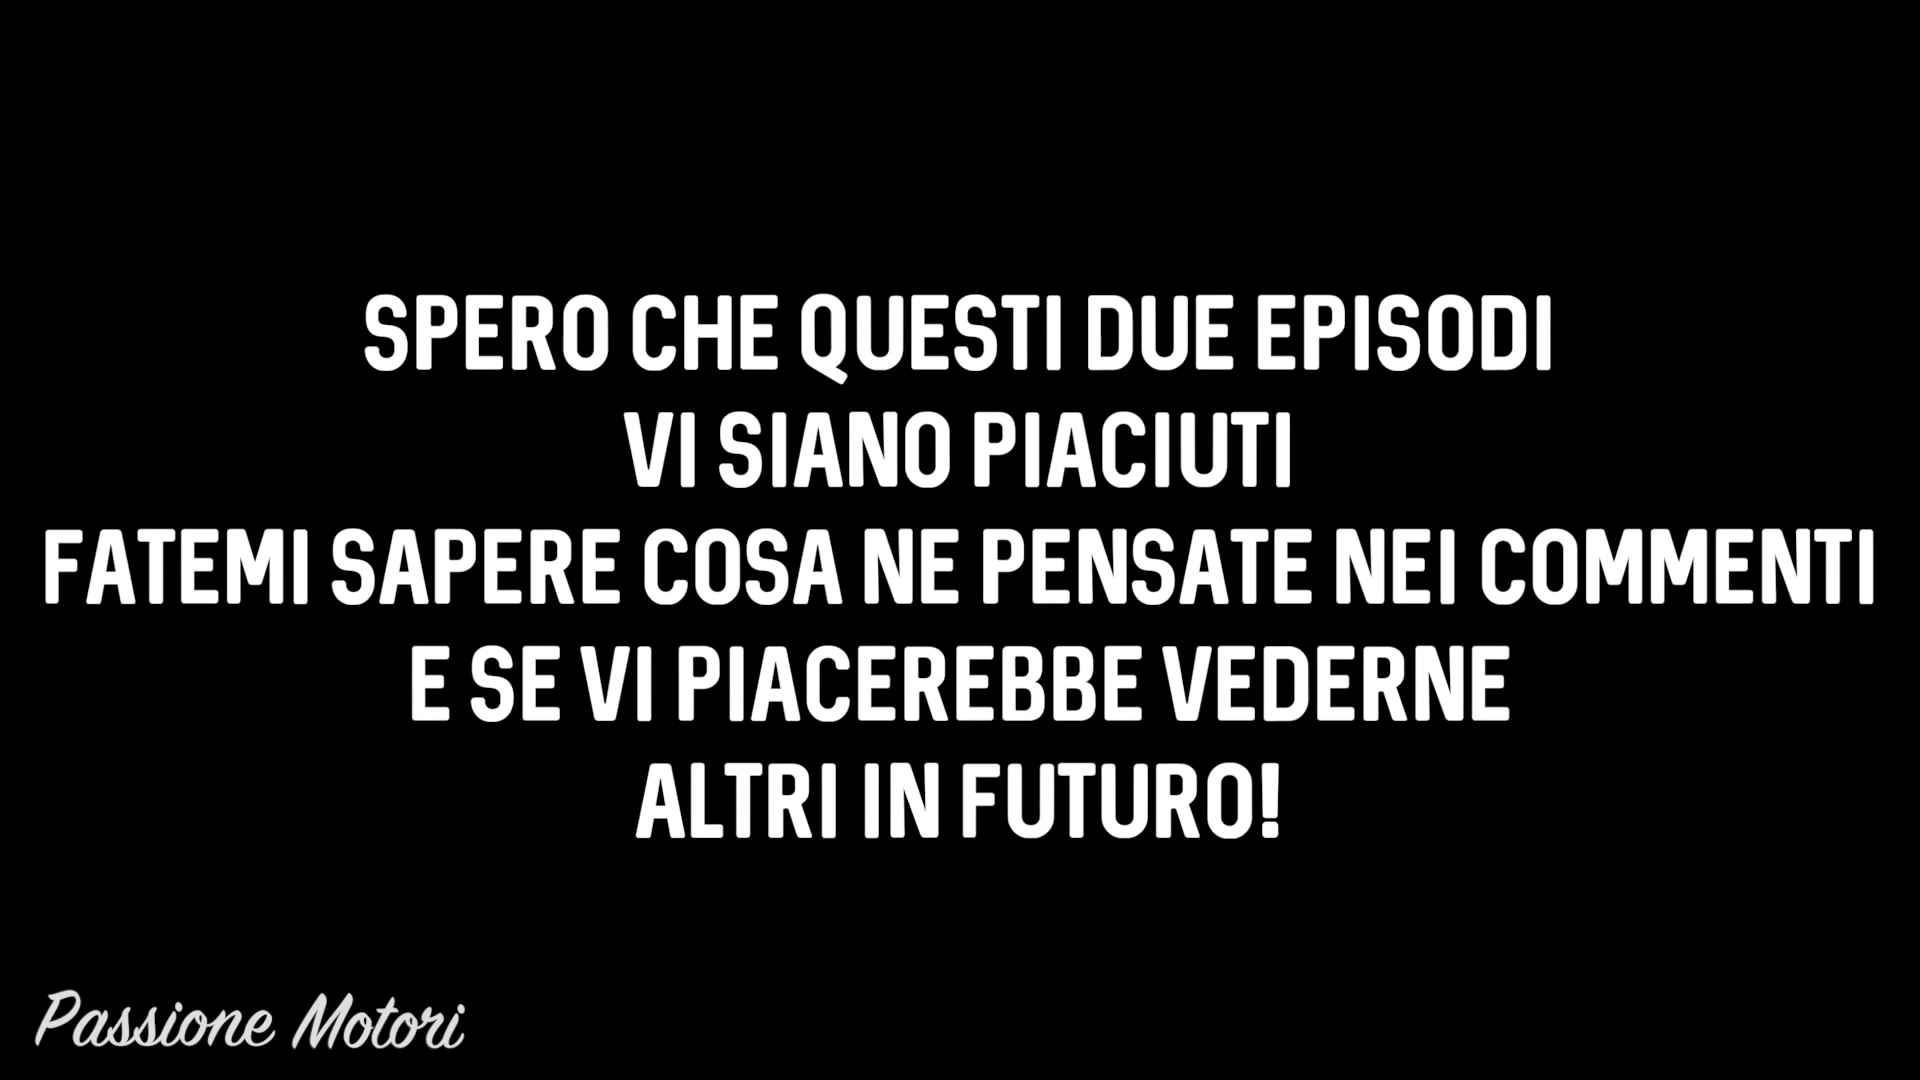 SPERO CHE QUESTI DUE EPISODI
VI SIANO PIACIUTI
FATEMI SAPERE COSA NE PENSATE NEI COMMENTI
E SE VI PIACEREBBE VEDERNE
ALTRI IN FUTURO!
Passione Motori